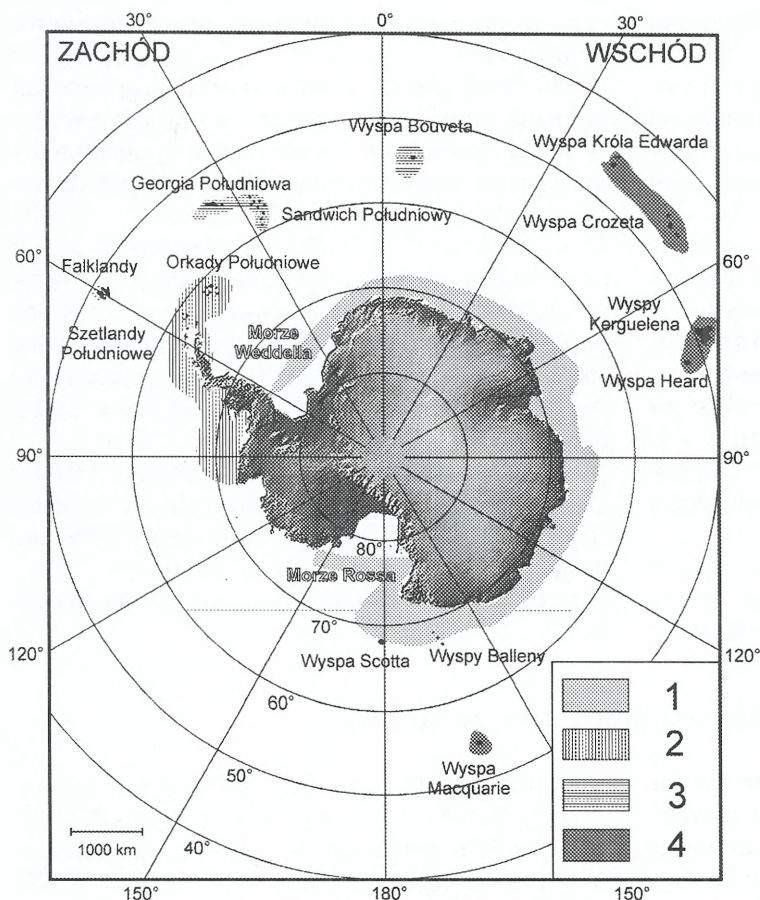 30°
0°
30°
ZACHÓD
WSCHÓD
Wyspa Bouveta
Wyspa Króla Edwarda
Georgia Południowa
Sandwich Południowy
Wyspa Crozeta
60°
Falklandy
Orkady Południowe
60°
Szetlandy
Południowe
Morze
Weddella
Wyspy
Kerguelena
Wyspa Heard
90°
90°
80°
Morze Rossa
70°
120°
Wyspa Scotta
Wyspy Balleny
120°
60°
1
2
50°
Wyspa
Macquarie
3
1000 km
40°
4
150°
180°
150°